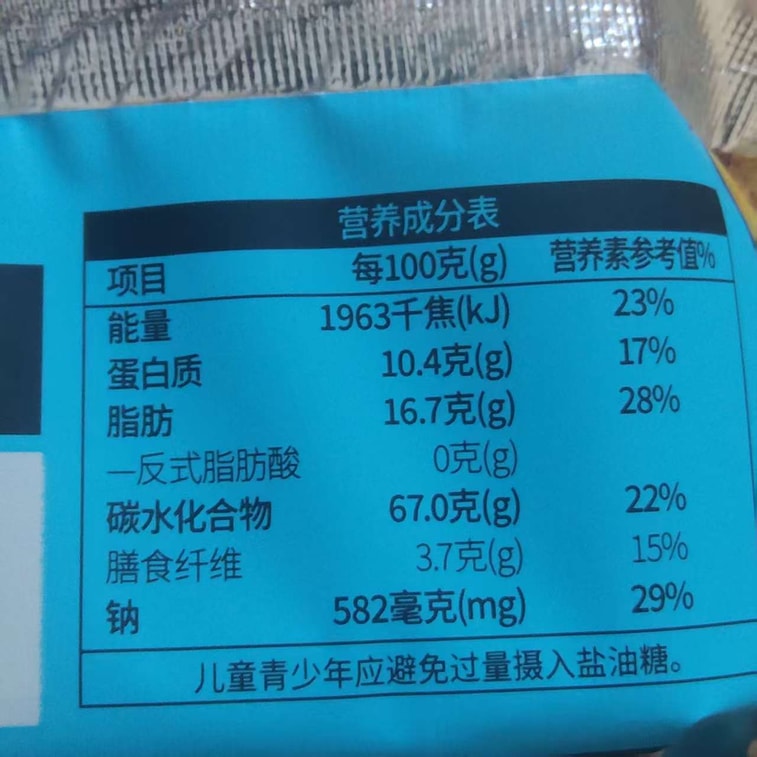 营养成分表
项目 每100克(g) 营养素参考值%
能量 1963千焦(kJ) 23%
蛋白质 10.4克(g) 17%
脂肪 16.7克(g) 28%
—反式脂肪酸 0克(g)
碳水化合物 67.0克(g) 22%
膳食纤维 3.7克(g) 15%
钠 582毫克(mg) 29%
儿童青少年应避免过量摄入盐油糖。